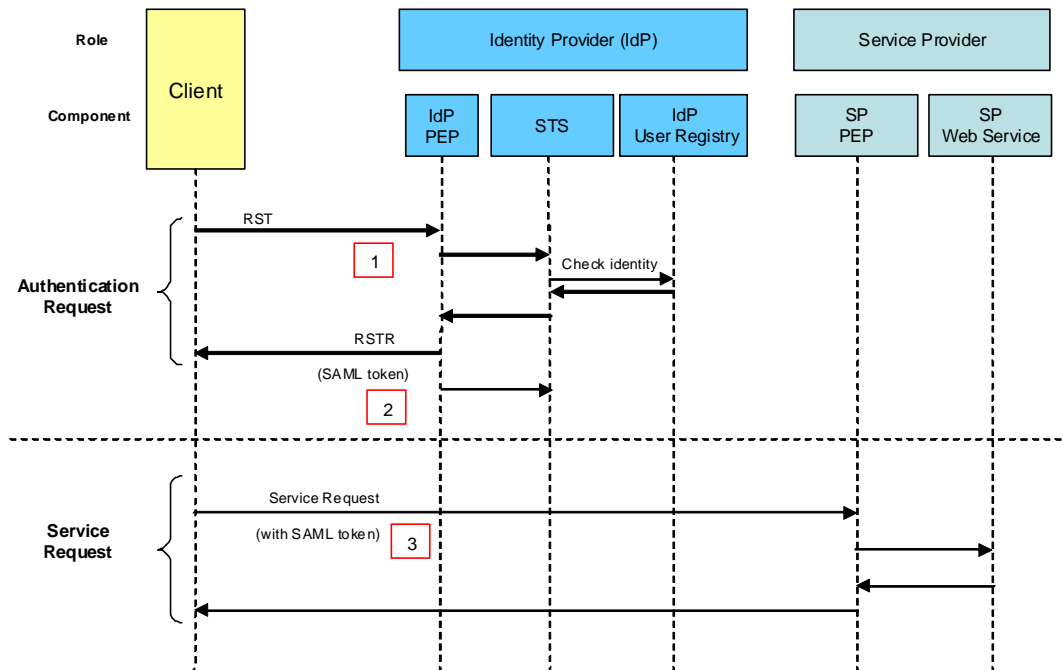 Role
Identity Provider (IdP)
Service Provider
Client
Component
IdP
PEP
STS
IdP
User Registry
SP
PEP
SP
Web Service
RST
1
Check identity
Authentication
Request
RSTR
(SAML token)
2
Service Request
(with SAML token)
3
Service
Request